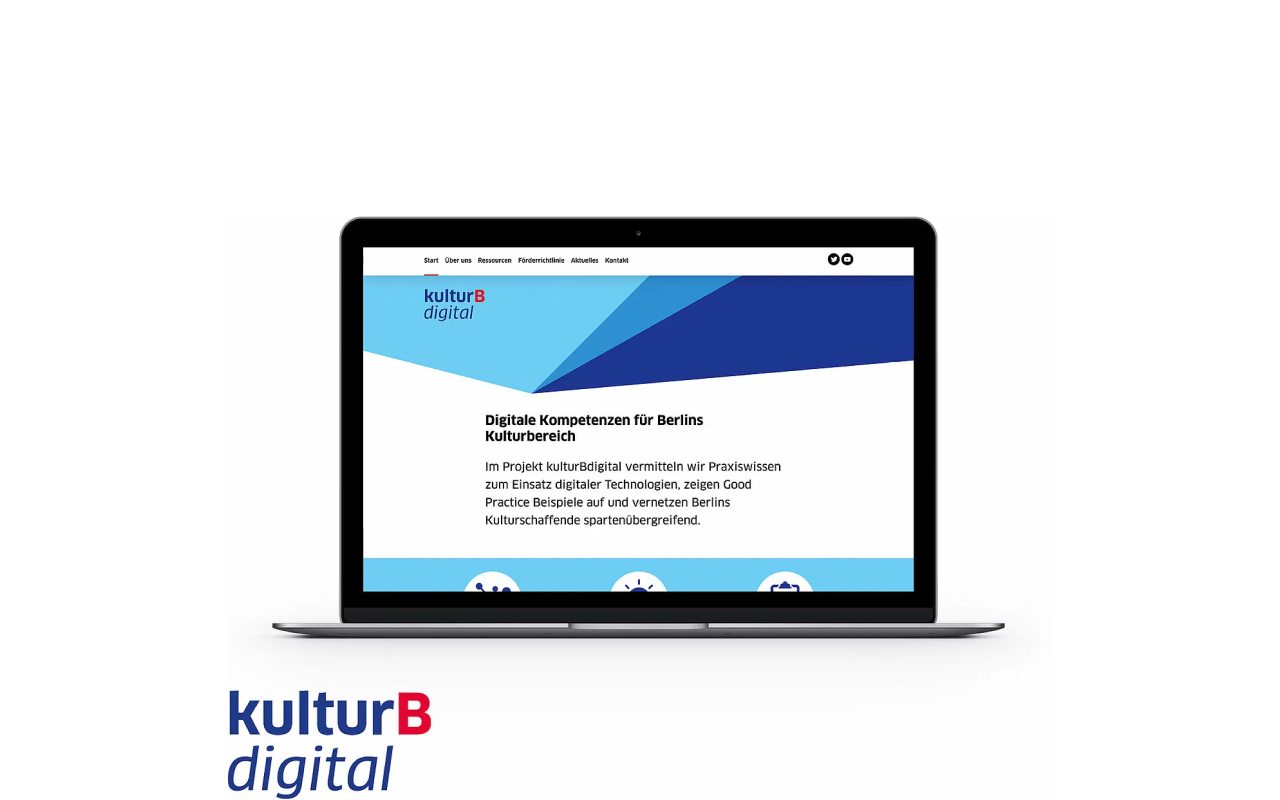 Start Über uns Ressourcen Förderrichtlinie Aktuelles Kontakt
kulturB
digital
Digitale Kompetenzen für Berlins
Kulturbereich
Im Projekt kulturBdigital vermitteln wir Praxiswissen
zum Einsatz digitaler Technologien, zeigen Good
Practice Beispiele auf und vernetzen Berlins
Kulturschaffende spartenübergreifend.
kulturB
digital